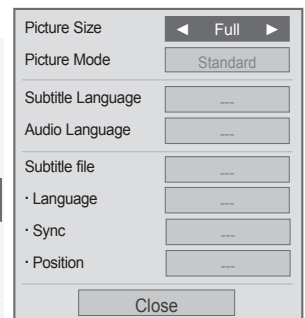 Picture Size ◄ Full ►
Picture Mode Standard
Subtitle Language ---
Audio Language ---
Subtitle file ---
· Language ---
· Sync ---
· Position ---
Close